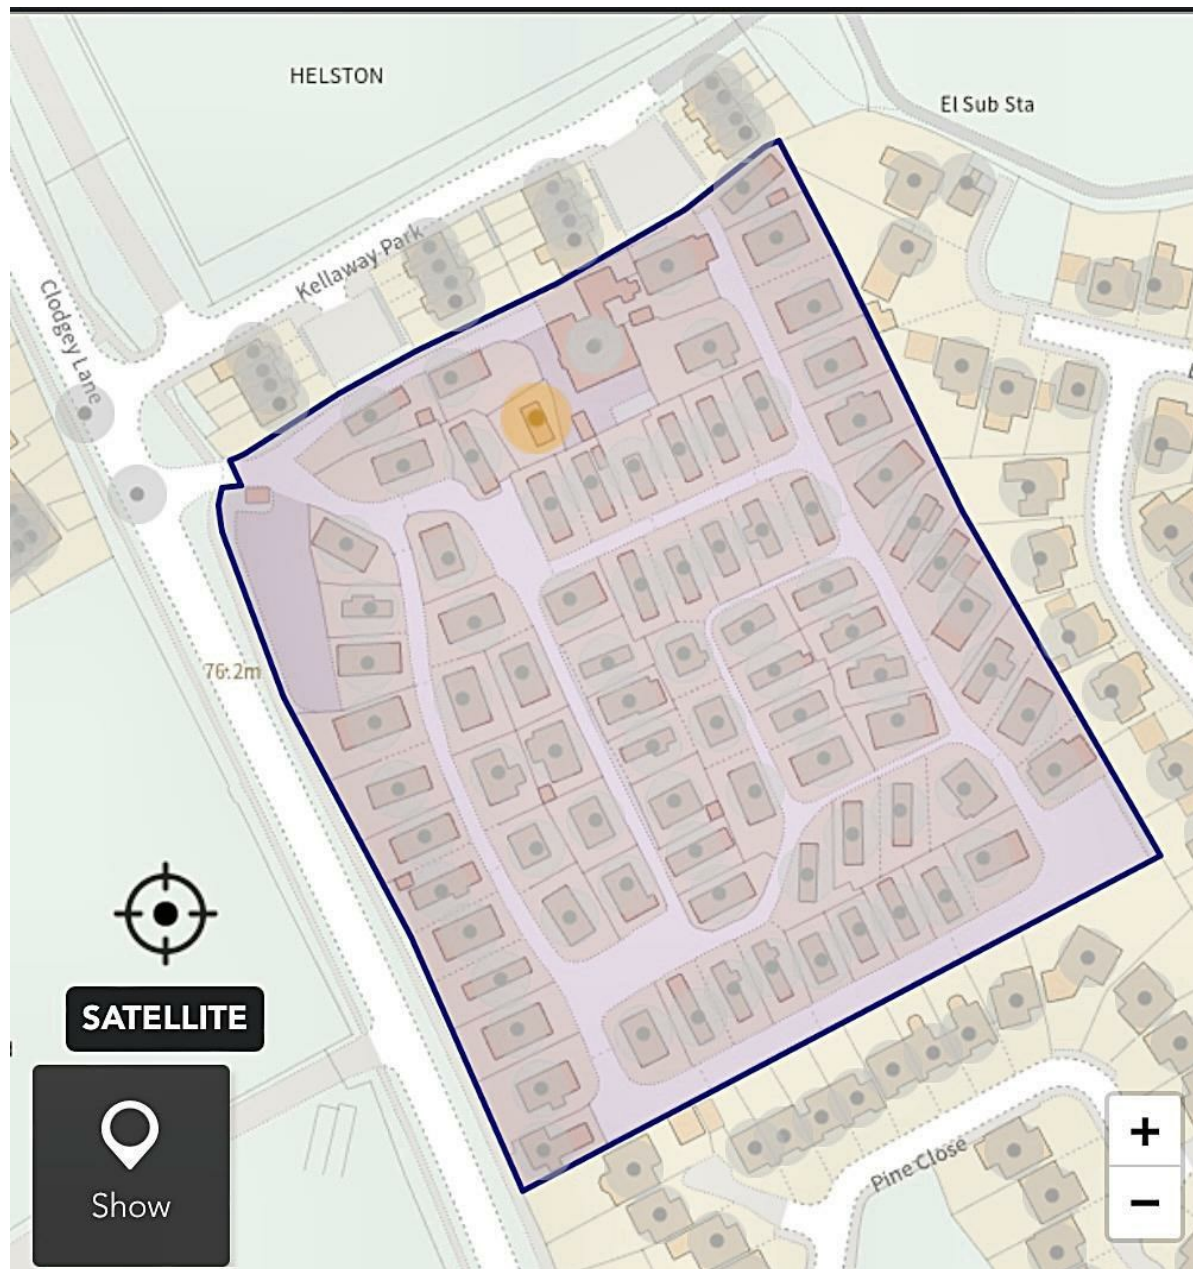 HELSTON
El Sub Sta
Kellaway Park
Clodgey Lane
76.2m
SATELLITE
Show
Pine Close
+
−